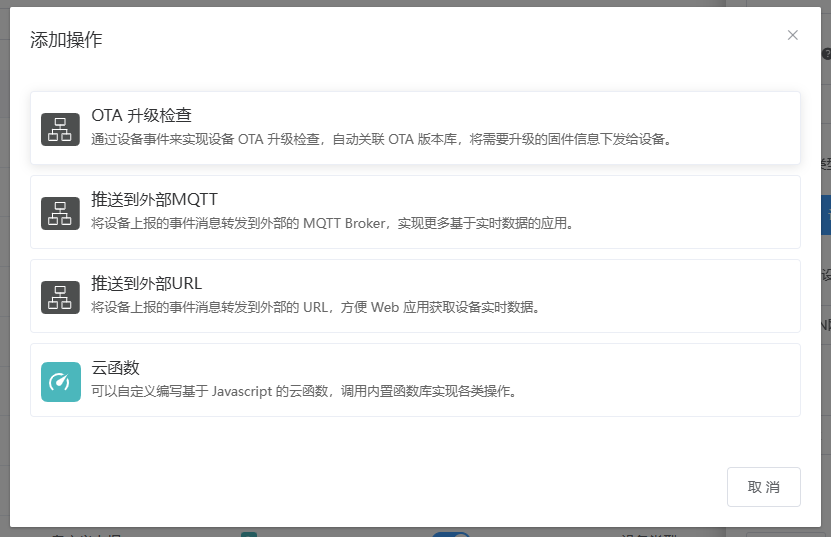 添加操作
OTA 升级检查
通过设备事件来实现设备 OTA 升级检查，自动关联 OTA 版本库，将需要升级的固件信息下发给设备。
推送到外部MQTT
将设备上报的事件消息转发到外部的 MQTT Broker，实现更多基于实时数据的应用。
推送到外部URL
将设备上报的事件消息转发到外部的 URL，方便 Web 应用获取设备实时数据。
云函数
可以自定义编写基于 Javascript 的云函数，调用内置函数库实现各类操作。
取 消